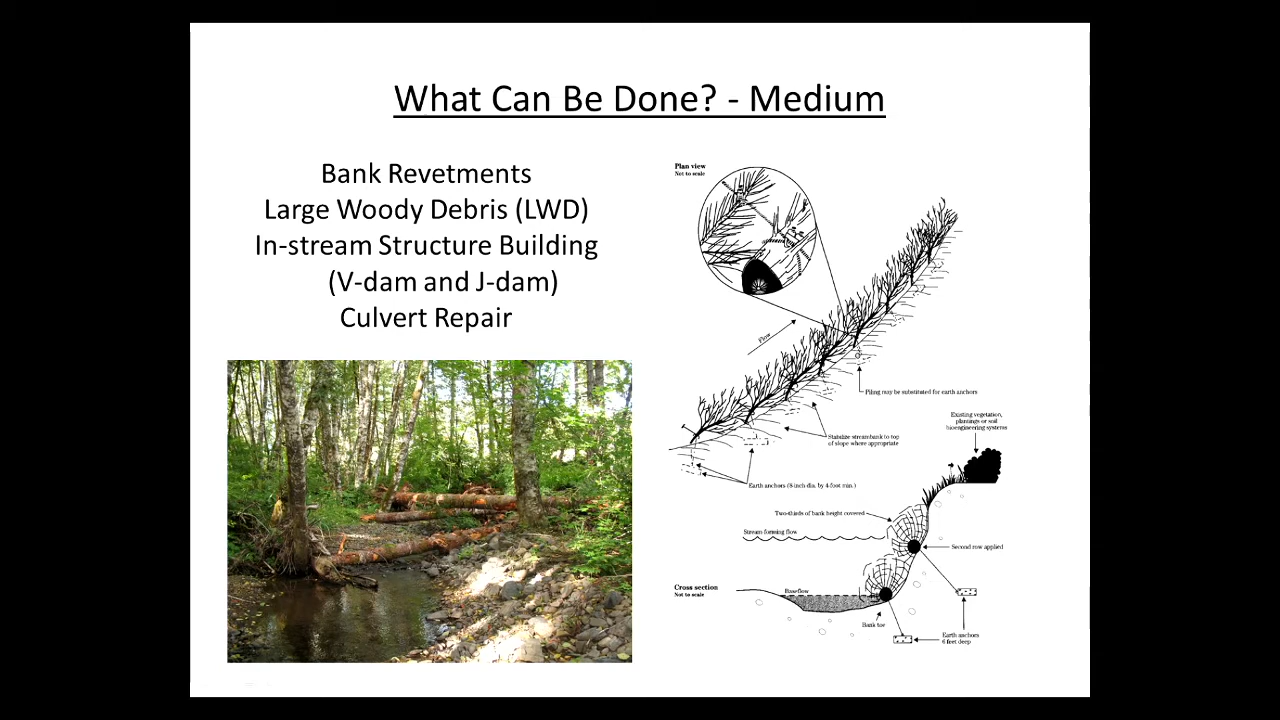 What Can Be Done? - Medium
Bank Revetments
Large Woody Debris (LWD)
In-stream Structure Building
(V-dam and J-dam)
Culvert Repair
Plan view
Not to scale
Flow
Piling may be substituted for earth anchors
Existing vegetation,
plantings or soil
bioengineering systems
Stabilize streambank to top
of slope where appropriate
Earth anchors (8-inch dia. by 4-foot min.)
Two-thirds of bank height covered
Stream-forming flow
Second row applied
Cross section
Not to scale
Baseflow
Bank toe
Earth anchors
6 feet deep